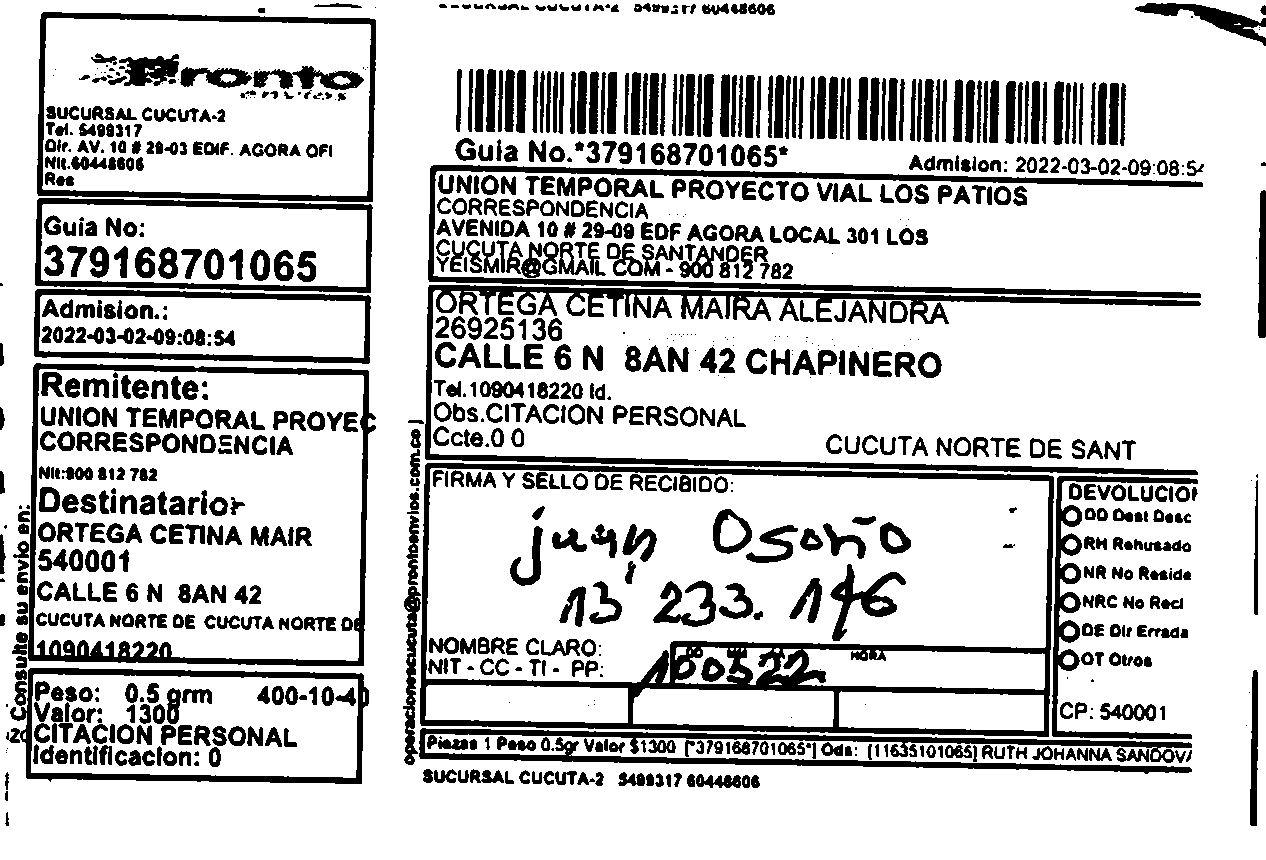 SUCURSAL CUCUTA-2 5499317 60448606
Pronto
envios
SUCURSAL CUCUTA-2
Tel. 5499317
Dir. AV. 10 # 29-03 EDIF. AGORA OFI
Nit.60448606
Res
Guia No:
379168701065
Admision.:
2022-03-02-09:08:54
Remitente:
UNION TEMPORAL PROYEC
CORRESPONDENCIA
Nit:900 812 782
Destinatario:
ORTEGA CETINA MAIR
540001
CALLE 6 N 8AN 42
CUCUTA NORTE DE CUCUTA NORTE DE
1090418220
Peso: 0.5 grm 400-10-40
Valor: 1300
CITACION PERSONAL
Identificacion: 0
Consulte su envio en:
operacionescucuta@prontoenvios.com.co
Guia No.*379168701065*
Admision: 2022-03-02-09:08:54
UNION TEMPORAL PROYECTO VIAL LOS PATIOS
CORRESPONDENCIA
AVENIDA 10 # 29-09 EDF AGORA LOCAL 301 LOS
CUCUTA NORTE DE SANTANDER
YEISMIR@GMAIL COM - 900 812 782
ORTEGA CETINA MAIRA ALEJANDRA
26925136
CALLE 6 N 8AN 42 CHAPINERO
Tel.1090418220 Id.
Obs.CITACION PERSONAL
Ccte.0 0
CUCUTA NORTE DE SANT
FIRMA Y SELLO DE RECIBIDO:
juan Osorio
13 233. 146
NOMBRE CLARO:
NIT - CC - TI - PP:
HORA
100322
DEVOLUCION
DD Dest Desc
RH Rehusado
NR No Reside
NRC No Recl
DE Dir Errada
OT Otros
CP: 540001
Piezas 1 Peso 0.5gr Valor $1300 [*379168701065*] Ods: [11635101065] RUTH JOHANNA SANDOVA
SUCURSAL CUCUTA-2 5499317 60448606